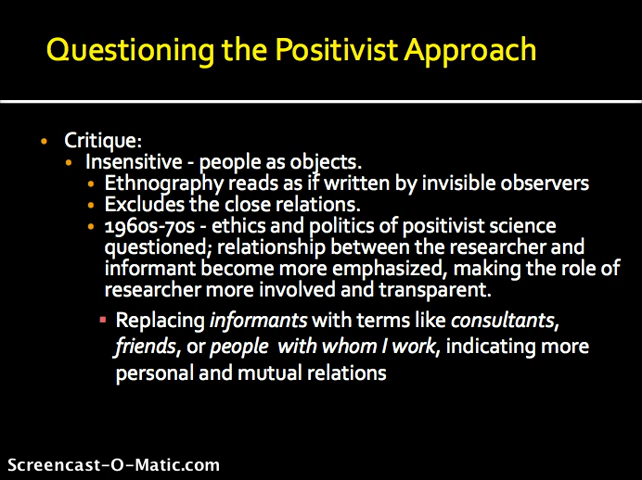 Questioning the Positivist Approach
• Critique:
• Insensitive - people as objects.
• Ethnography reads as if written by invisible observers
• Excludes the close relations.
• 1960s-70s - ethics and politics of positivist science
questioned; relationship between the researcher and
informant become more emphasized, making the role of
researcher more involved and transparent.
▪ Replacing informants with terms like consultants,
friends, or people with whom I work, indicating more
personal and mutual relations
Screencast-O-Matic.com